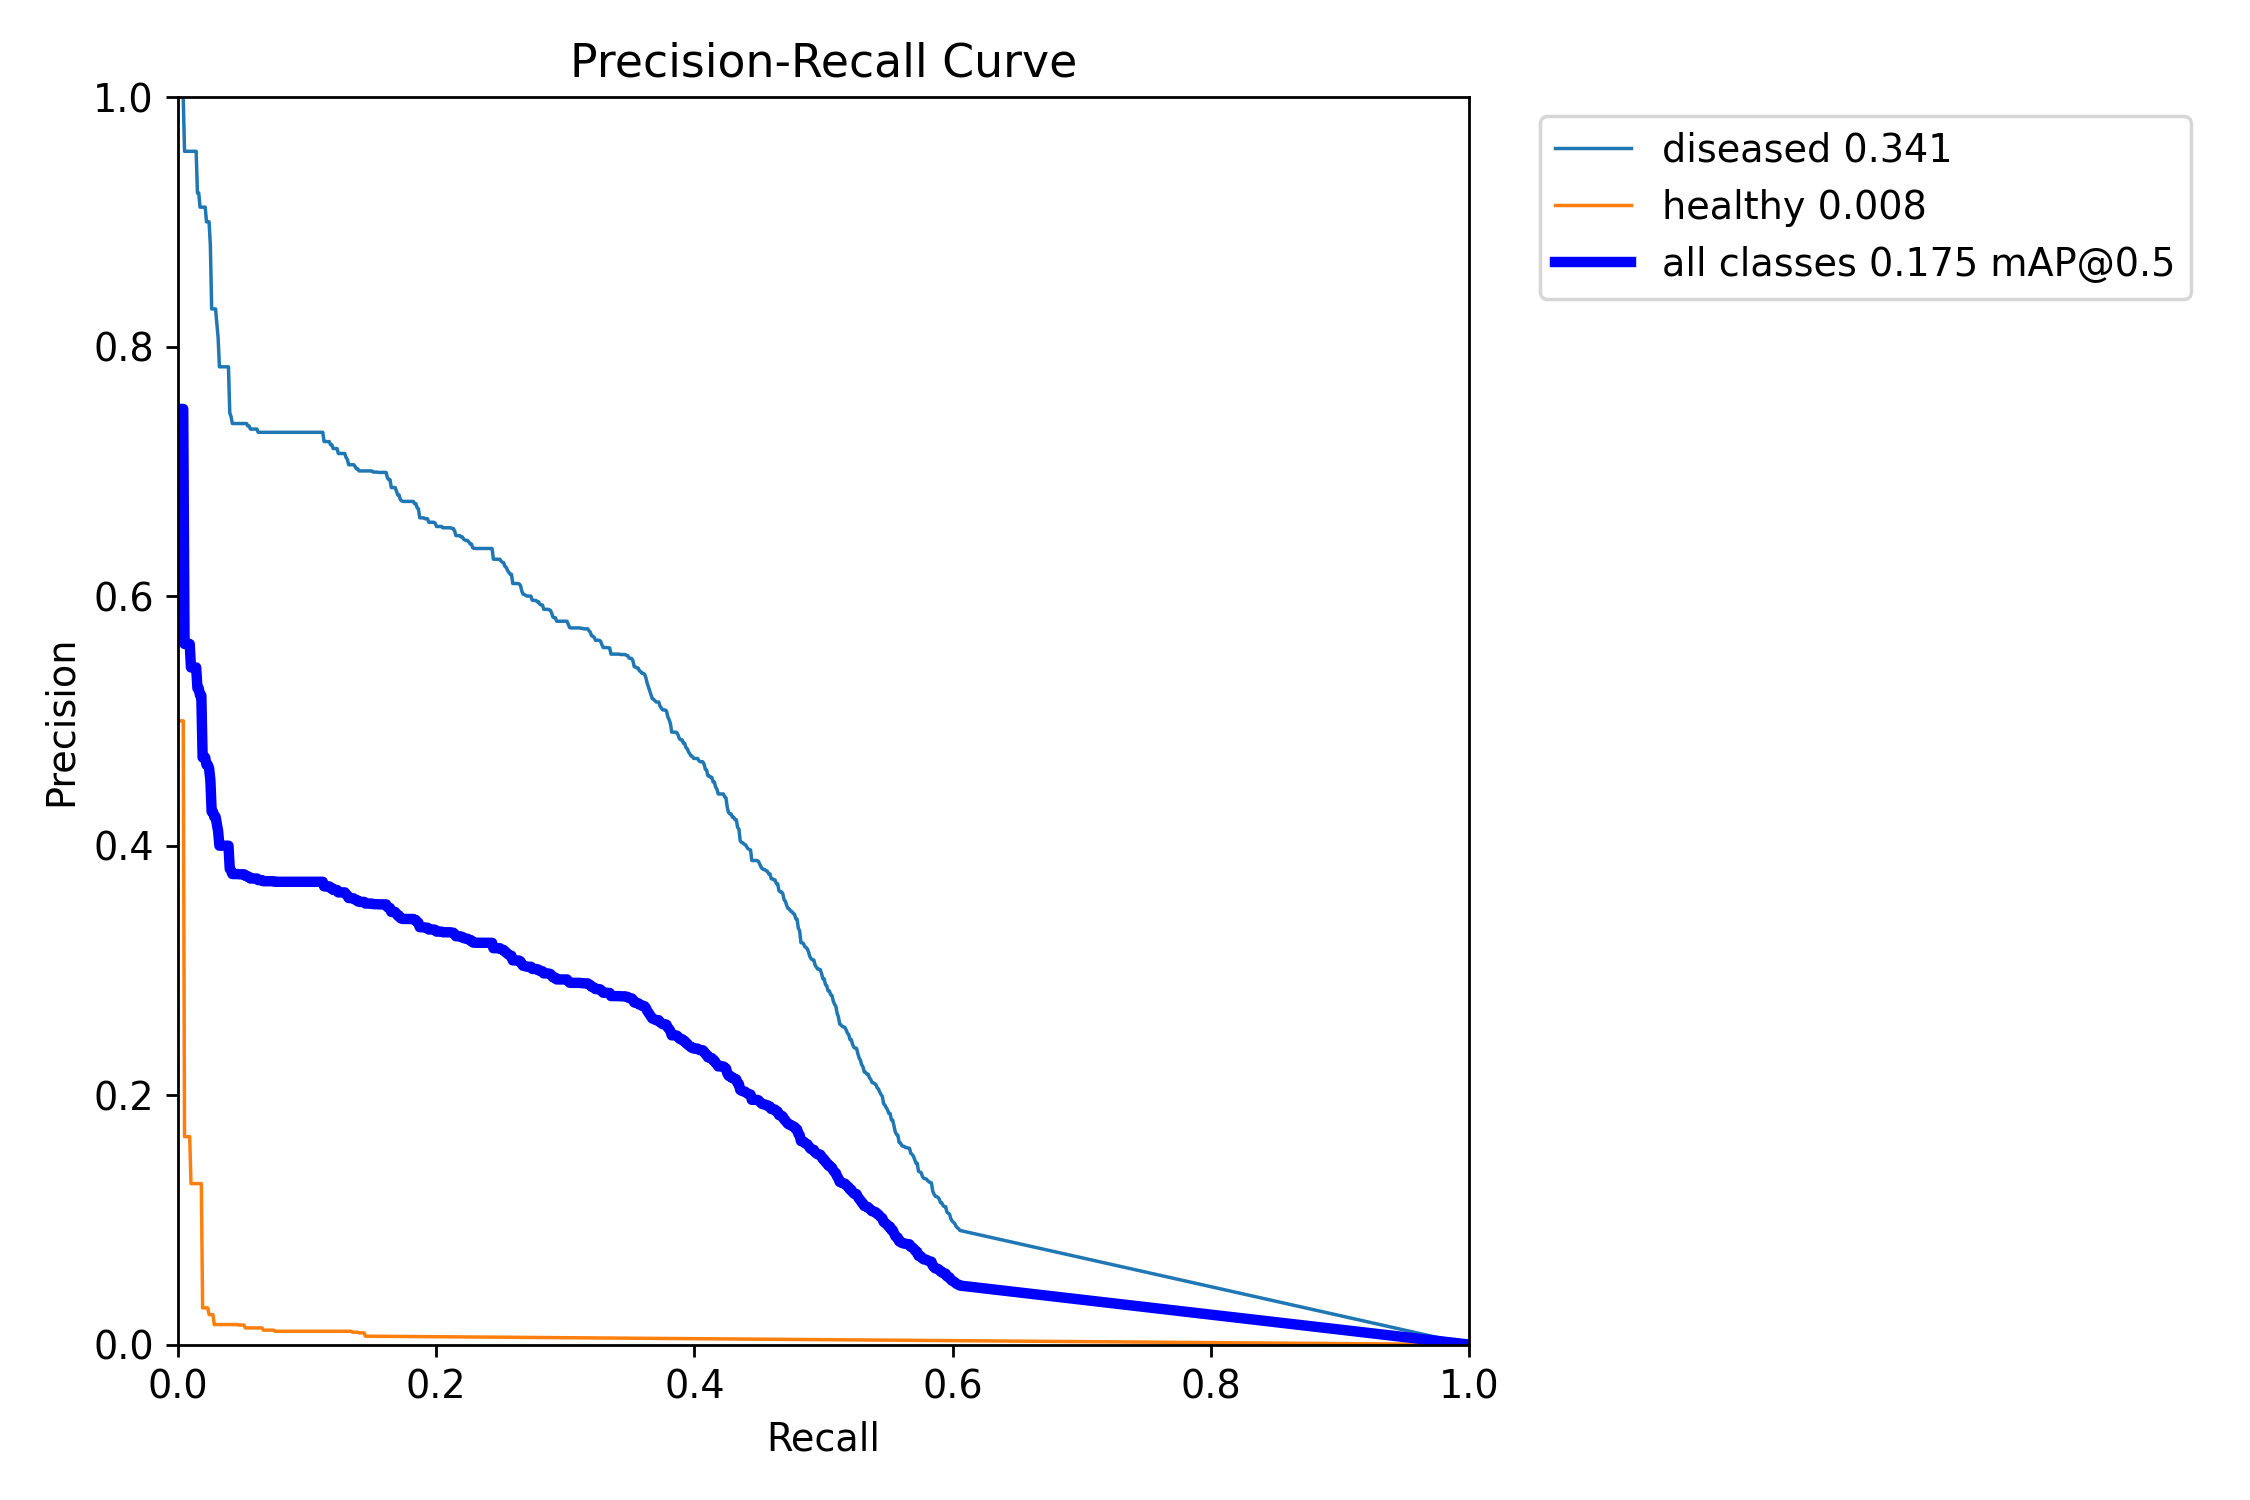 Precision-Recall Curve
1.0
0.8
0.6
0.4
0.2
0.0
Precision
0.0 0.2 0.4 0.6 0.8 1.0
Recall
diseased 0.341
healthy 0.008
all classes 0.175 mAP@0.5